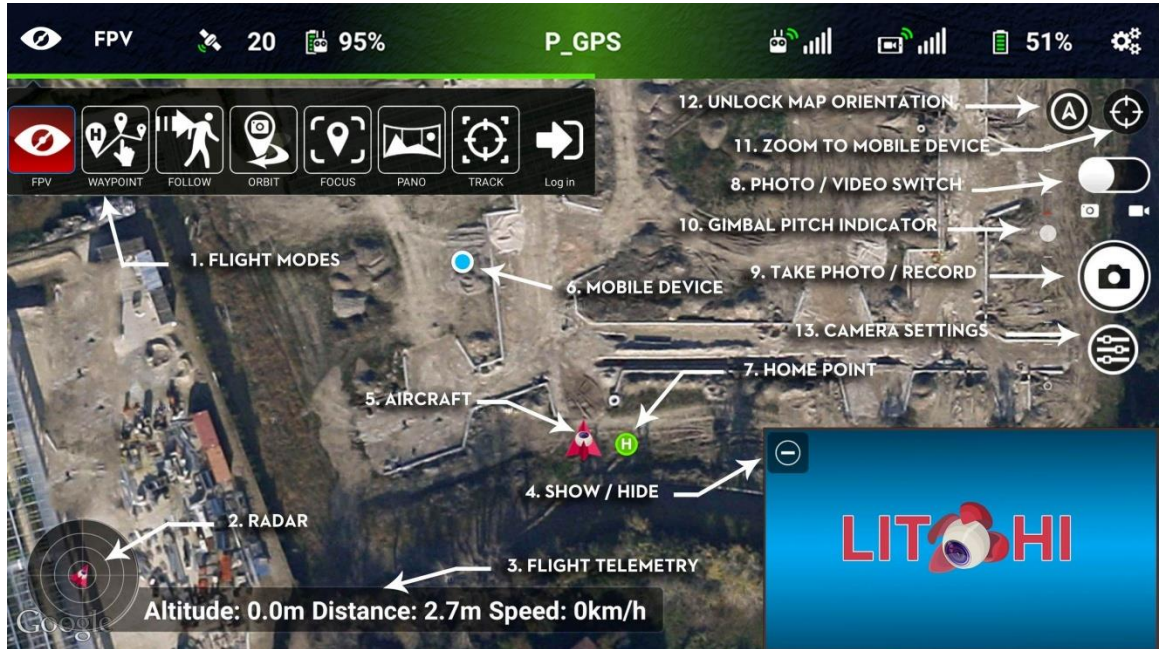 FPV
20
95%
P_GPS
51%
FPV
WAYPOINT
FOLLOW
ORBIT
FOCUS
PANO
TRACK
Log in
12. UNLOCK MAP ORIENTATION
11. ZOOM TO MOBILE DEVICE
8. PHOTO / VIDEO SWITCH
10. GIMBAL PITCH INDICATOR
1. FLIGHT MODES
9. TAKE PHOTO / RECORD
6. MOBILE DEVICE
13. CAMERA SETTINGS
7. HOME POINT
5. AIRCRAFT
H
4. SHOW / HIDE
2. RADAR
LITCHI
3. FLIGHT TELEMETRY
Altitude: 0.0m Distance: 2.7m Speed: 0km/h
Google